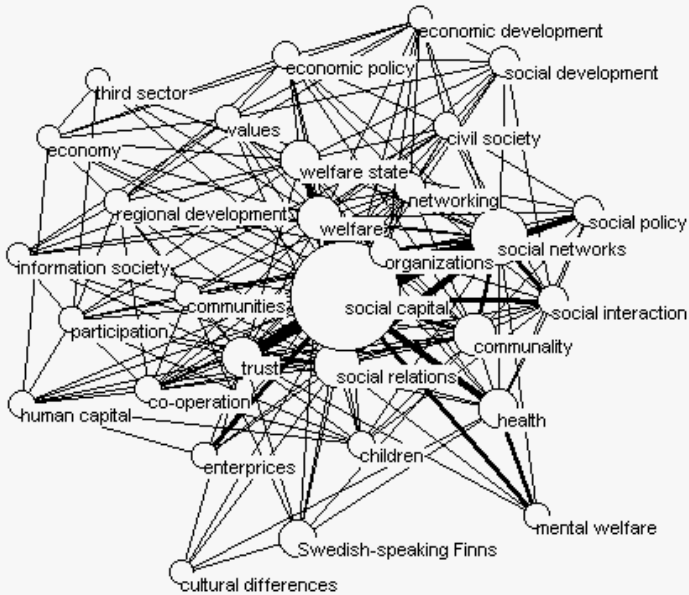 economic development
economic policy
social development
third sector
values
civil society
economy
welfare state
networking
regional development
social policy
welfare
social networks
organizations
information society
communities
social capital
social interaction
participation
communality
trust
social relations
co-operation
human capital
health
children
enterprices
mental welfare
Swedish-speaking Finns
cultural differences